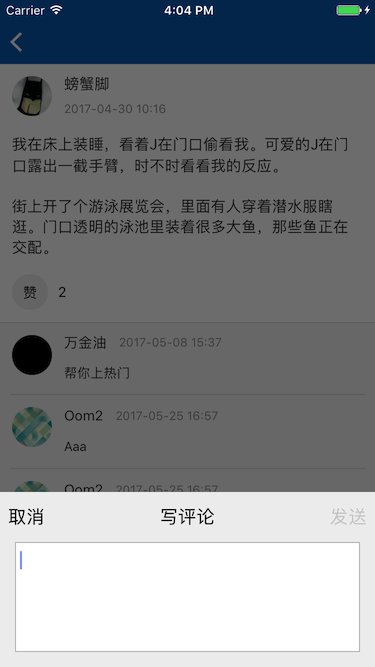 Carrier 4:04 PM
螃蟹脚
2017-04-30 10:16
我在床上装睡，看着J在门口偷看我。可爱的J在门
口露出一截手臂，时不时看看我的反应。
街上开了个游泳展览会，里面有人穿着潜水服瞎
逛。门口透明的泳池里装着很多大鱼，那些鱼正在
交配。
赞 2
万金油 2017-05-08 15:37
帮你上热门
Oom2 2017-05-25 16:57
Aaa
Oom2 2017-05-25 16:57
取消 写评论 发送